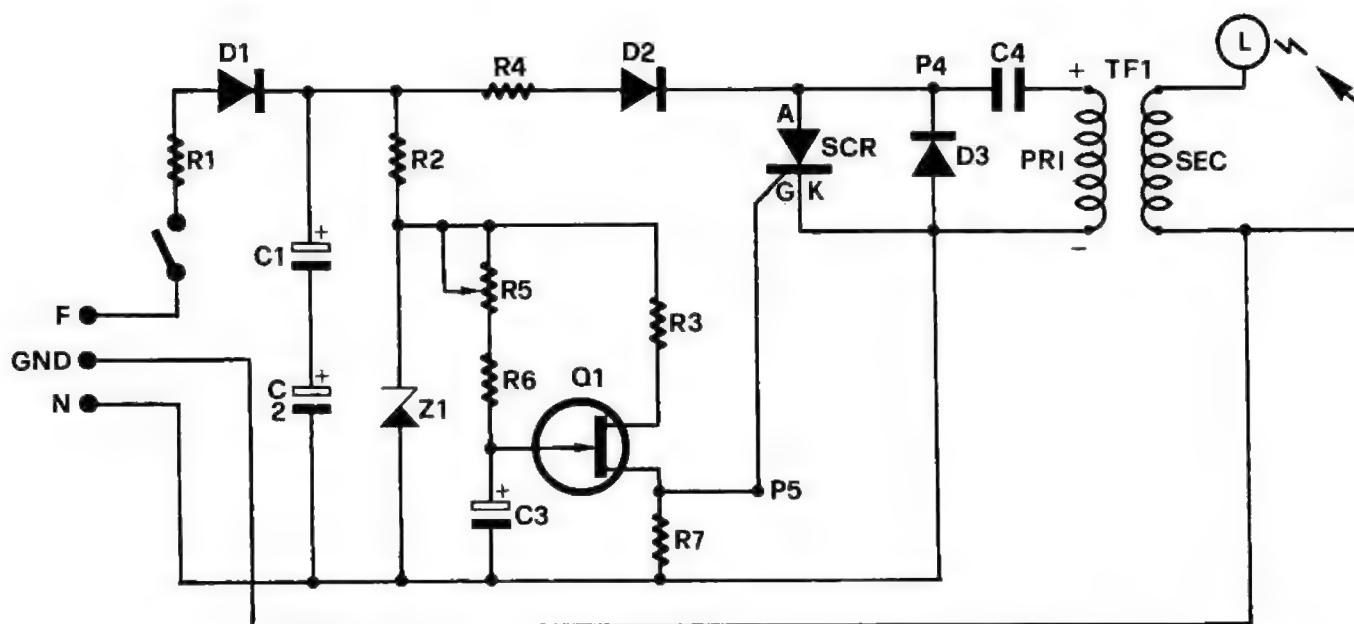 L
D1
R4
D2
P4
C4
+
TF1
R1
R2
A
SCR
D3
PRI
SEC
G
K
+
C1
R5
-
F
R3
GND
+
R6
Q1
N
C
2
Z1
+
C3
P5
R7